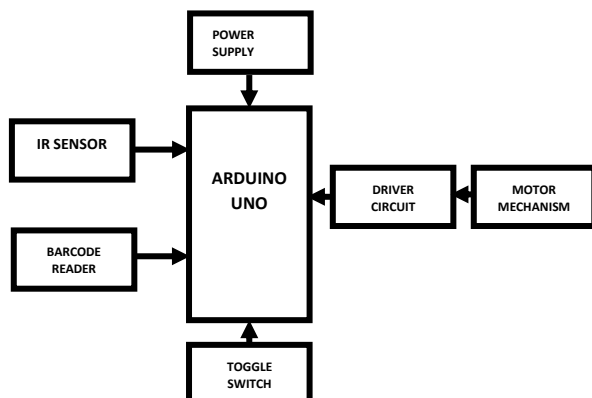 POWER
SUPPLY
IR SENSOR
ARDUINO
UNO
DRIVER
CIRCUIT
MOTOR
MECHANISM
BARCODE
READER
TOGGLE
SWITCH